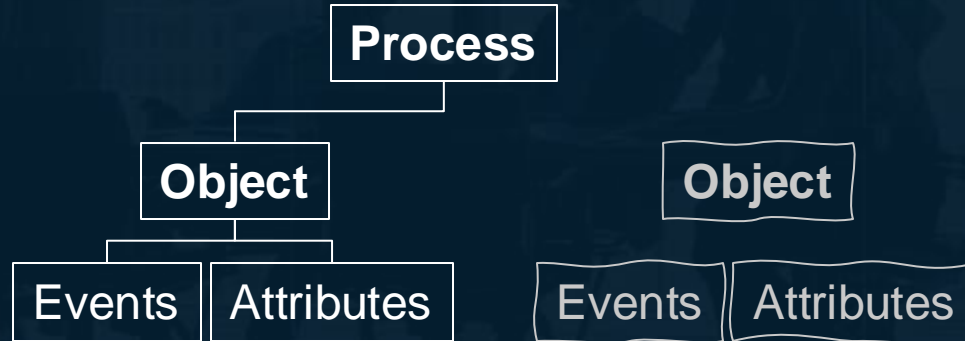 Process
Object
Object
Events
Attributes
Events
Attributes